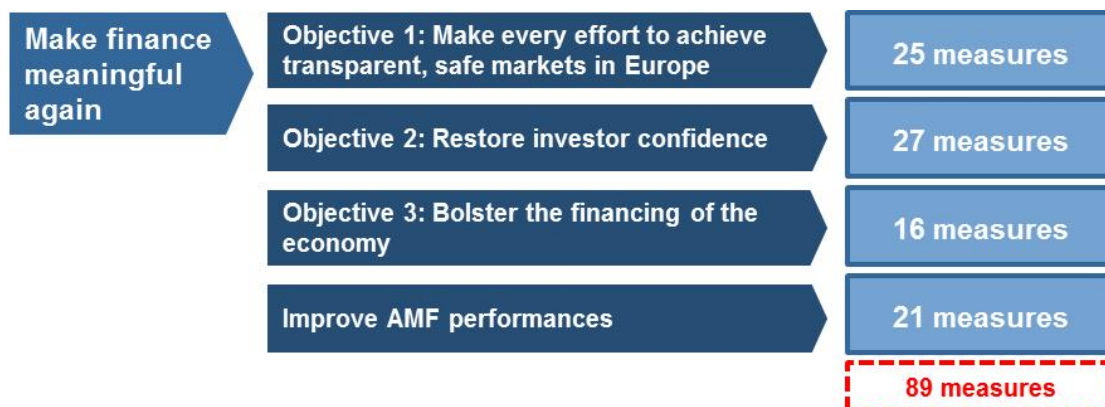 Make finance
meaningful
again
Objective 1: Make every effort to achieve
transparent, safe markets in Europe
25 measures
Objective 2: Restore investor confidence
27 measures
Objective 3: Bolster the financing of the
economy
16 measures
Improve AMF performances
21 measures
89 measures